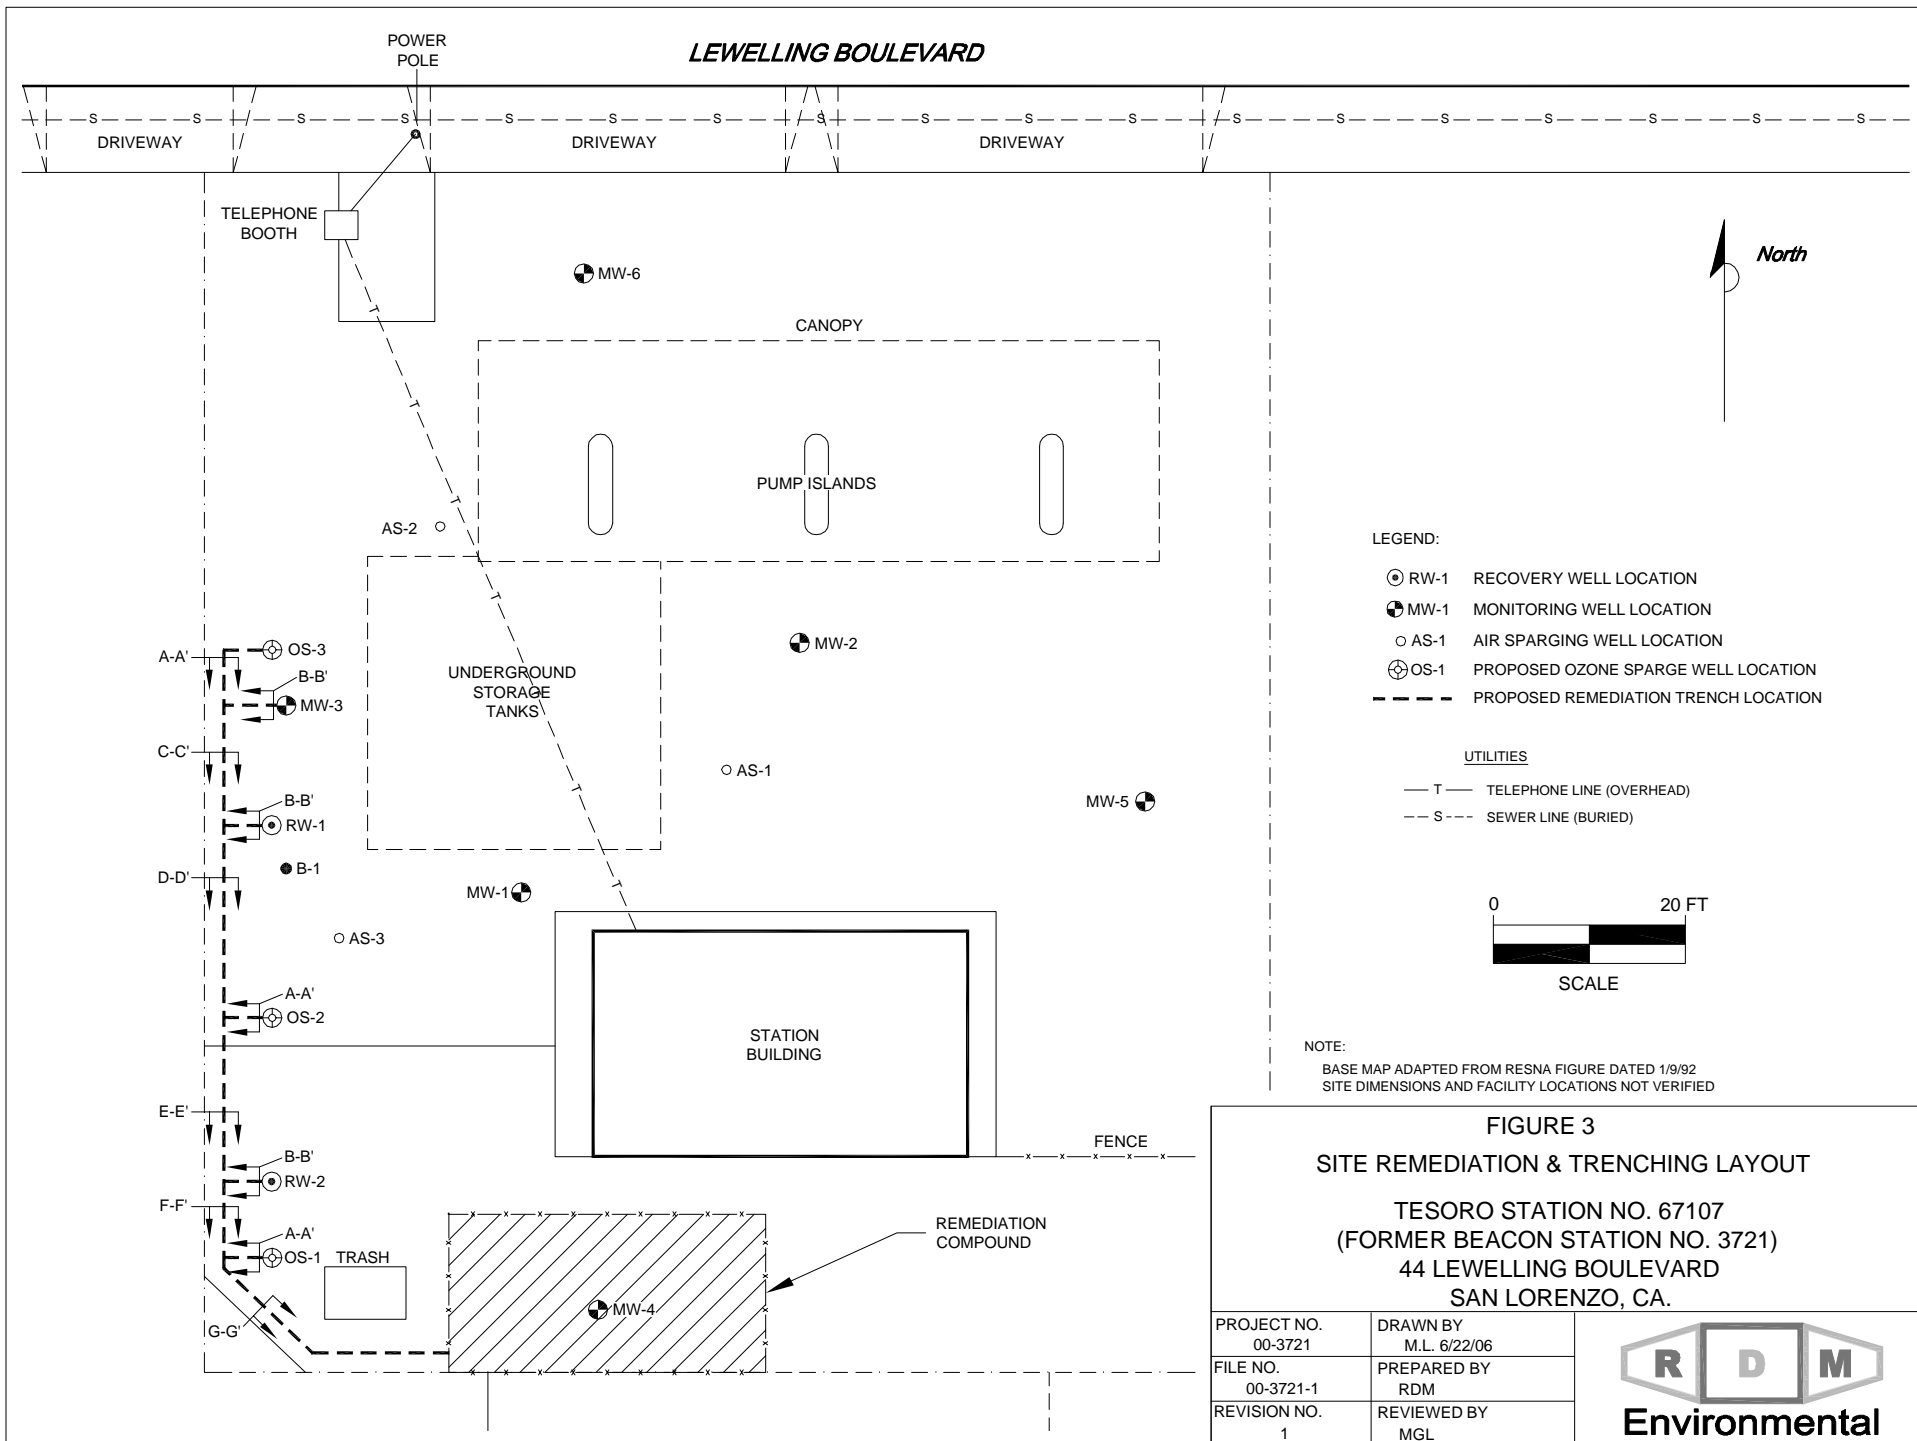 POWER
POLE
LEWELLING BOULEVARD
S S S S S S S S S S S S S S S S S S
DRIVEWAY
DRIVEWAY
DRIVEWAY
TELEPHONE
BOOTH
MW-6
North
T
CANOPY
T
PUMP ISLANDS
T
AS-2
LEGEND:
RW-1 RECOVERY WELL LOCATION
MW-1 MONITORING WELL LOCATION
AS-1 AIR SPARGING WELL LOCATION
OS-1 PROPOSED OZONE SPARGE WELL LOCATION
PROPOSED REMEDIATION TRENCH LOCATION
T
MW-2
OS-3
A-A'
UNDERGROUND
STORAGE
TANKS
T
B-B'
MW-3
C-C'
UTILITIES
T TELEPHONE LINE (OVERHEAD)
S SEWER LINE (BURIED)
AS-1
T
B-B'
RW-1
MW-5
B-1
D-D'
MW-1
T
AS-3
0 20 FT
SCALE
A-A'
OS-2
STATION
BUILDING
NOTE:
BASE MAP ADAPTED FROM RESNA FIGURE DATED 1/9/92
SITE DIMENSIONS AND FACILITY LOCATIONS NOT VERIFIED
E-E'
FENCE
x x x x x
B-B'
RW-2
F-F'
A-A'
OS-1
TRASH
REMEDIATION
COMPOUND
MW-4
G-G'
FIGURE 3
SITE REMEDIATION & TRENCHING LAYOUT
TESORO STATION NO. 67107
(FORMER BEACON STATION NO. 3721)
44 LEWELLING BOULEVARD
SAN LORENZO, CA.
PROJECT NO.
00-3721
DRAWN BY
M.L. 6/22/06
FILE NO.
00-3721-1
PREPARED BY
RDM
REVISION NO.
1
REVIEWED BY
MGL
R D M
Environmental